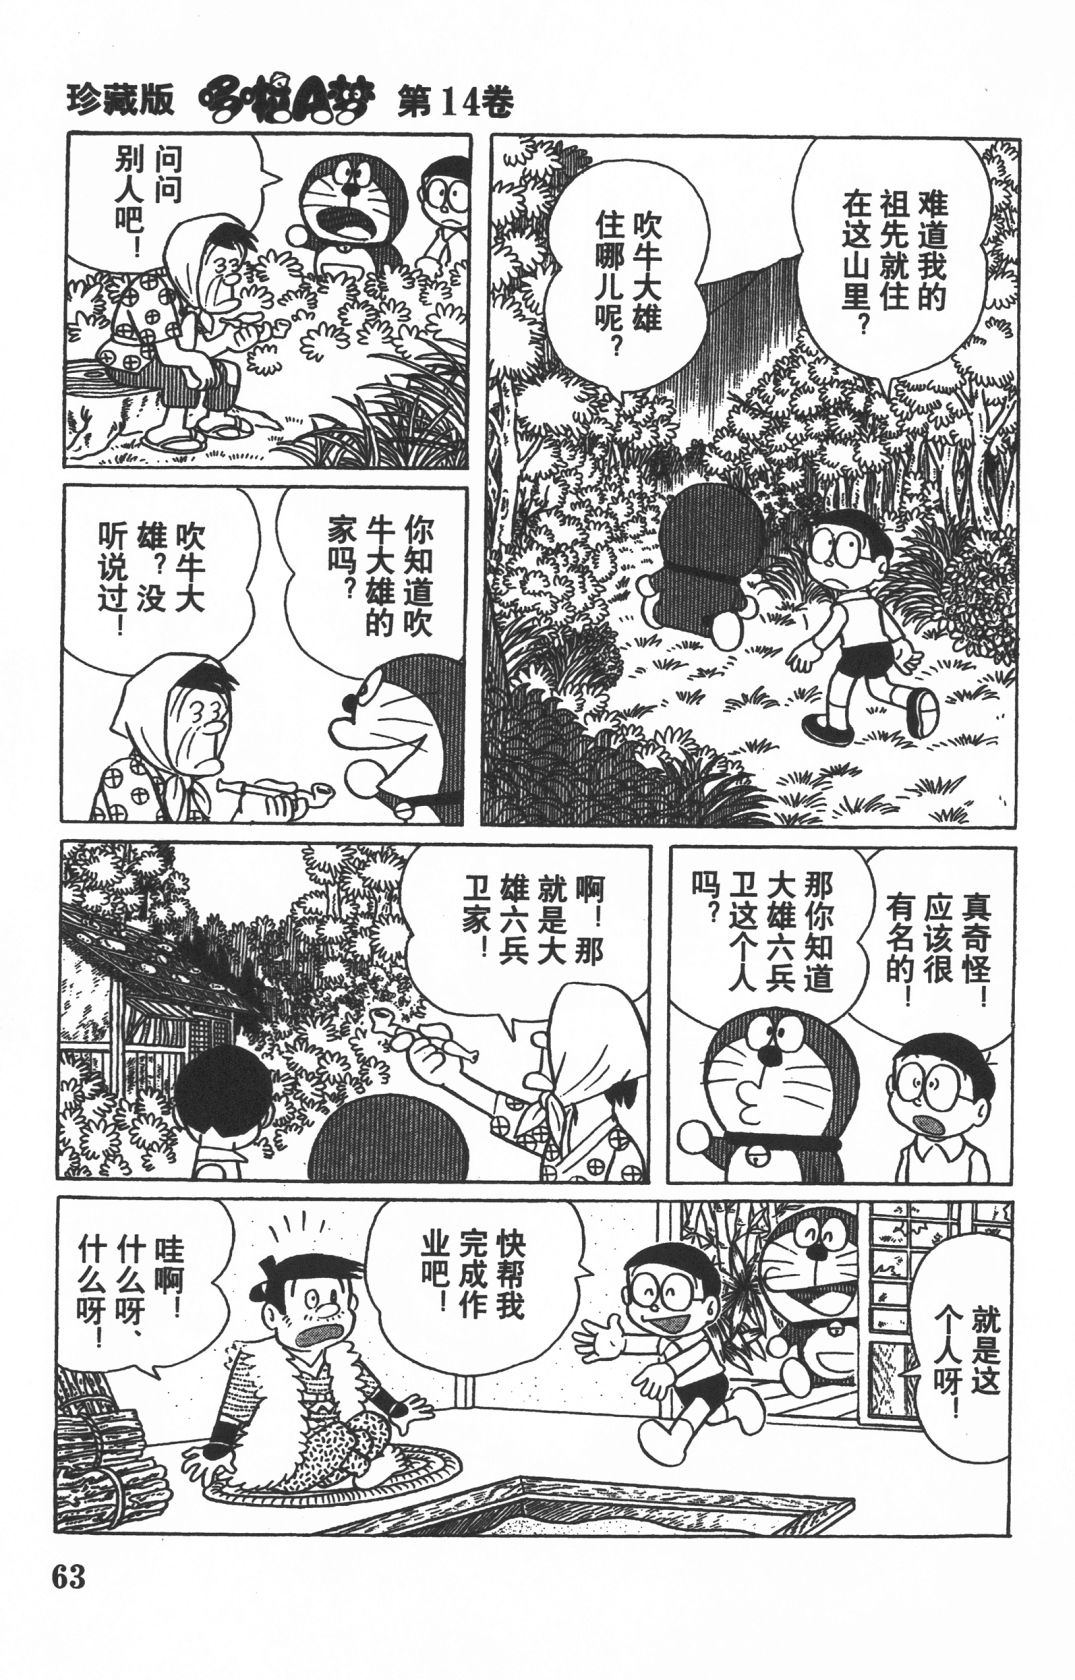 珍藏版 哆啦A梦 第14卷
难道我的
祖先就住
在这山里？
吹牛大雄
住哪儿呢？
问问
别人吧！
你知道吹
牛大雄的
家吗？
吹牛大
雄？没
听说过！
真奇怪！
应该很
有名的！
那你知道
大雄六兵
卫这个人
吗？
啊！那
就是大
雄六兵
卫家！
就是这
个人呀！
快帮我
完成作
业吧！
哇啊！
什么呀、
什么呀！
63